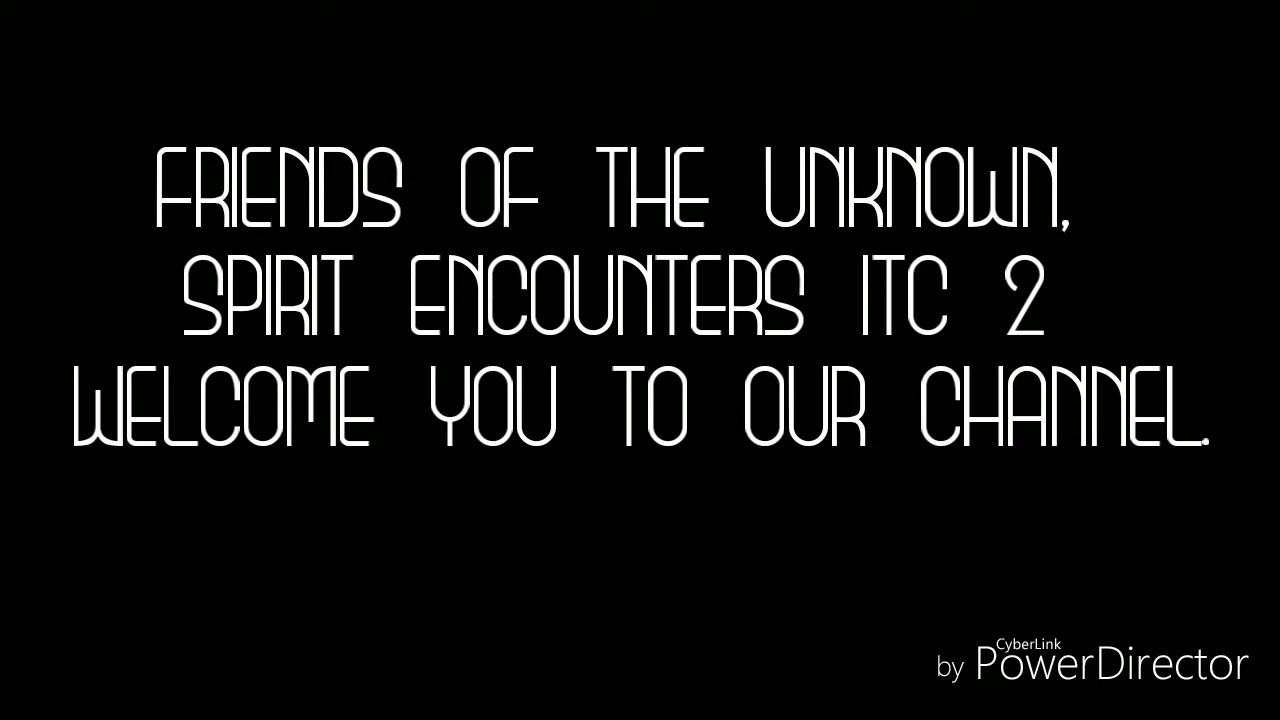 FRIENDS OF THE UNKNOWN,
SPIRIT ENCOUNTERS ITC 2
WELCOME YOU TO OUR CHANNEL.
by CyberLink PowerDirector